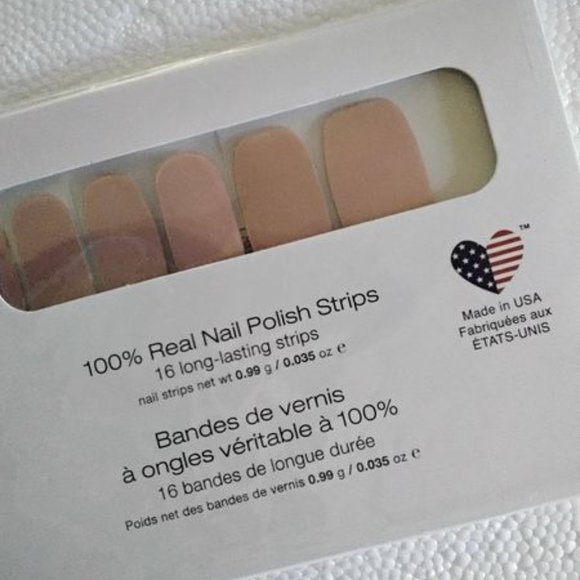 100% Real Nail Polish Strips
16 long-lasting strips
nail strips net wt 0.99 g / 0.035 oz e
Bandes de vernis
à ongles véritable à 100%
16 bandes de longue durée
Poids net des bandes de vernis 0.99 g / 0.035 oz e
TM
Made in USA
Fabriquées aux
ÉTATS-UNIS